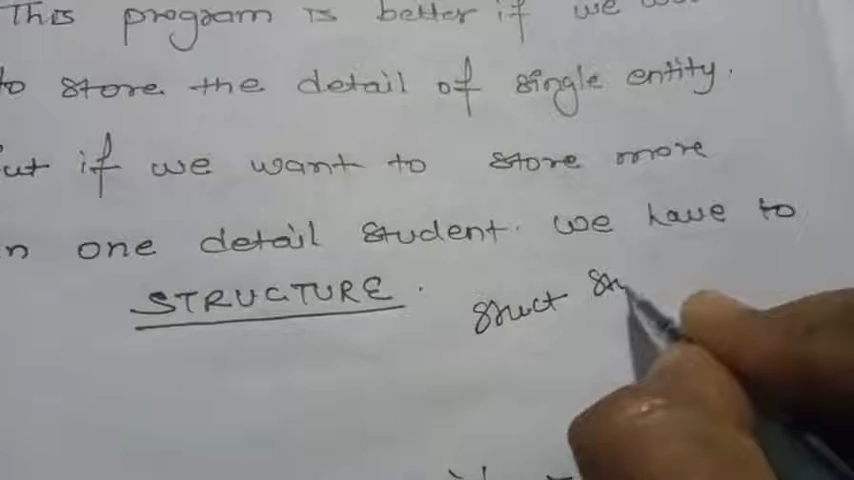 This program is better if we
to store the detail of single entity.
ut if we want to store more
n one detail student. we have to
STRUCTURE.
struct